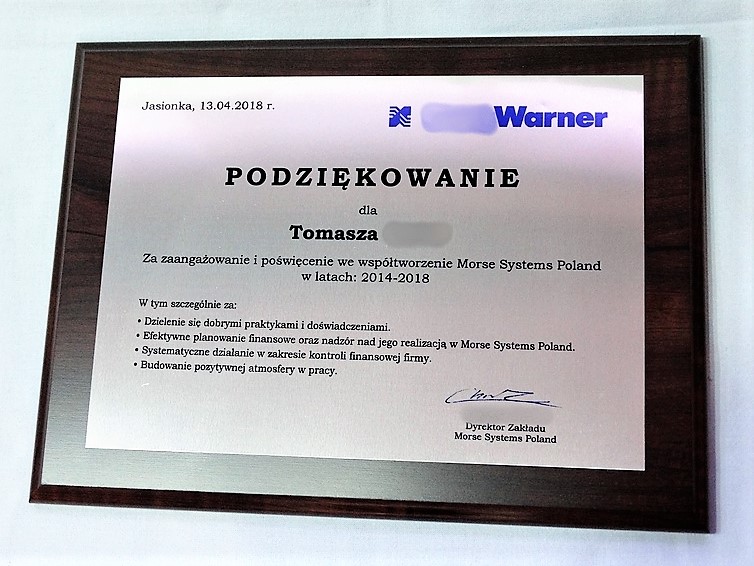 Jasionka, 13.04.2018 r.
Warner
PODZIĘKOWANIE
dla
Tomasza
Za zaangażowanie i poświęcenie we współtworzenie Morse Systems Poland
w latach: 2014-2018
W tym szczególnie za:
• Dzielenie się dobrymi praktykami i doświadczeniami.
• Efektywne planowanie finansowe oraz nadzór nad jego realizacją w Morse Systems Poland.
• Systematyczne działanie w zakresie kontroli finansowej firmy.
• Budowanie pozytywnej atmosfery w pracy.
Dyrektor Zakładu
Morse Systems Poland